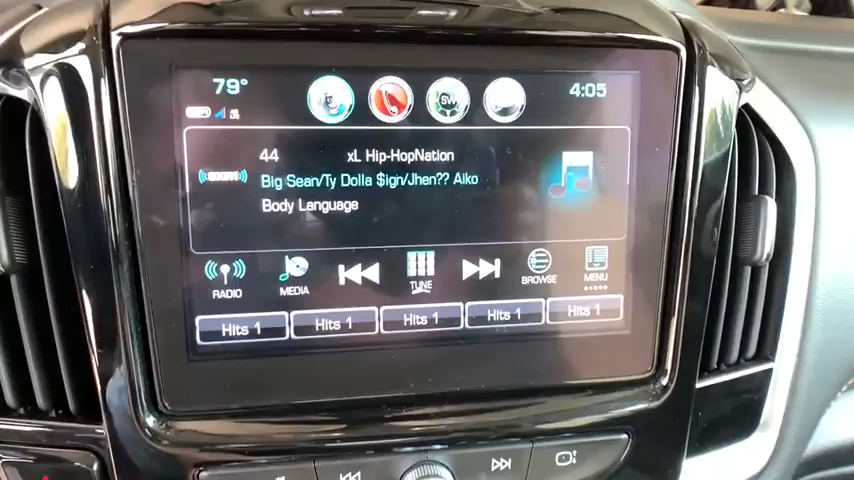 79° 4:05
SW
44 xL Hip-HopNation
Big Sean/Ty Dolla $ign/Jhen?? Aiko
Body Language
RADIO MEDIA TUNE BROWSE MENU
Hits 1 Hits 1 Hits 1 Hits 1 Hits 1